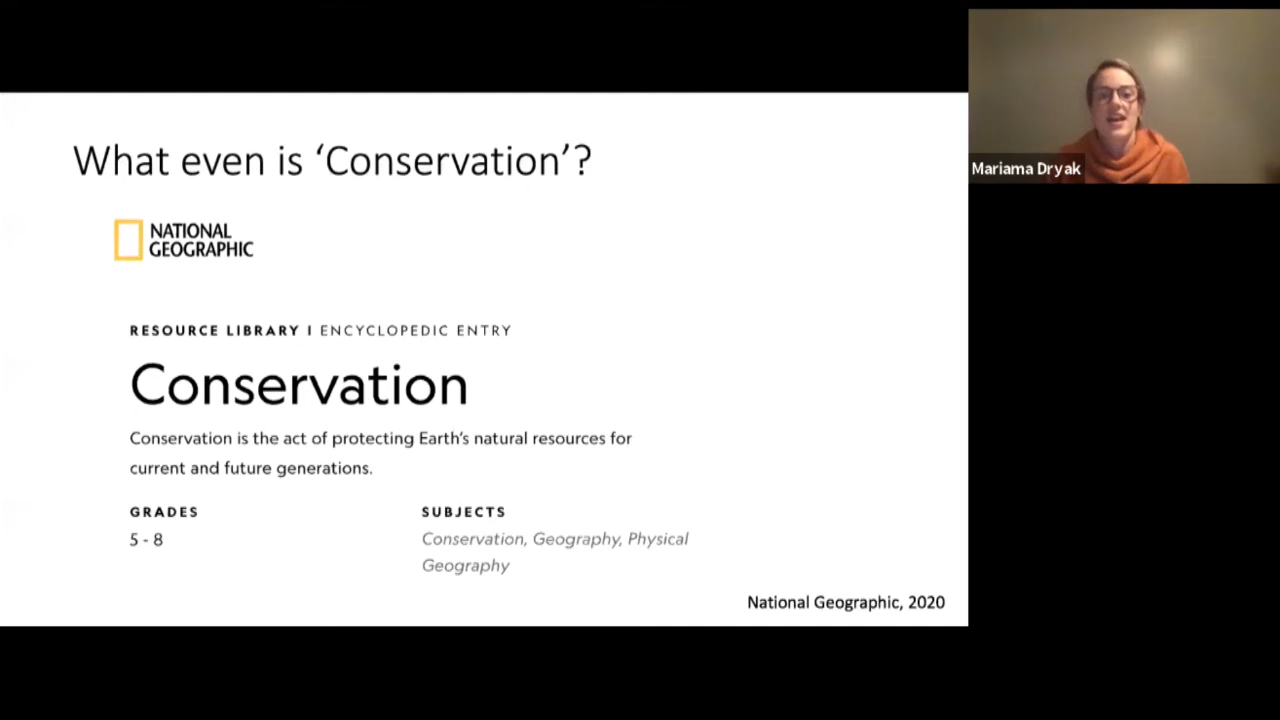 What even is ‘Conservation’?
NATIONAL
GEOGRAPHIC
RESOURCE LIBRARY I ENCYCLOPEDIC ENTRY
Conservation
Conservation is the act of protecting Earth’s natural resources for
current and future generations.
GRADES
5 - 8
SUBJECTS
Conservation, Geography, Physical
Geography
National Geographic, 2020
Mariama Dryak